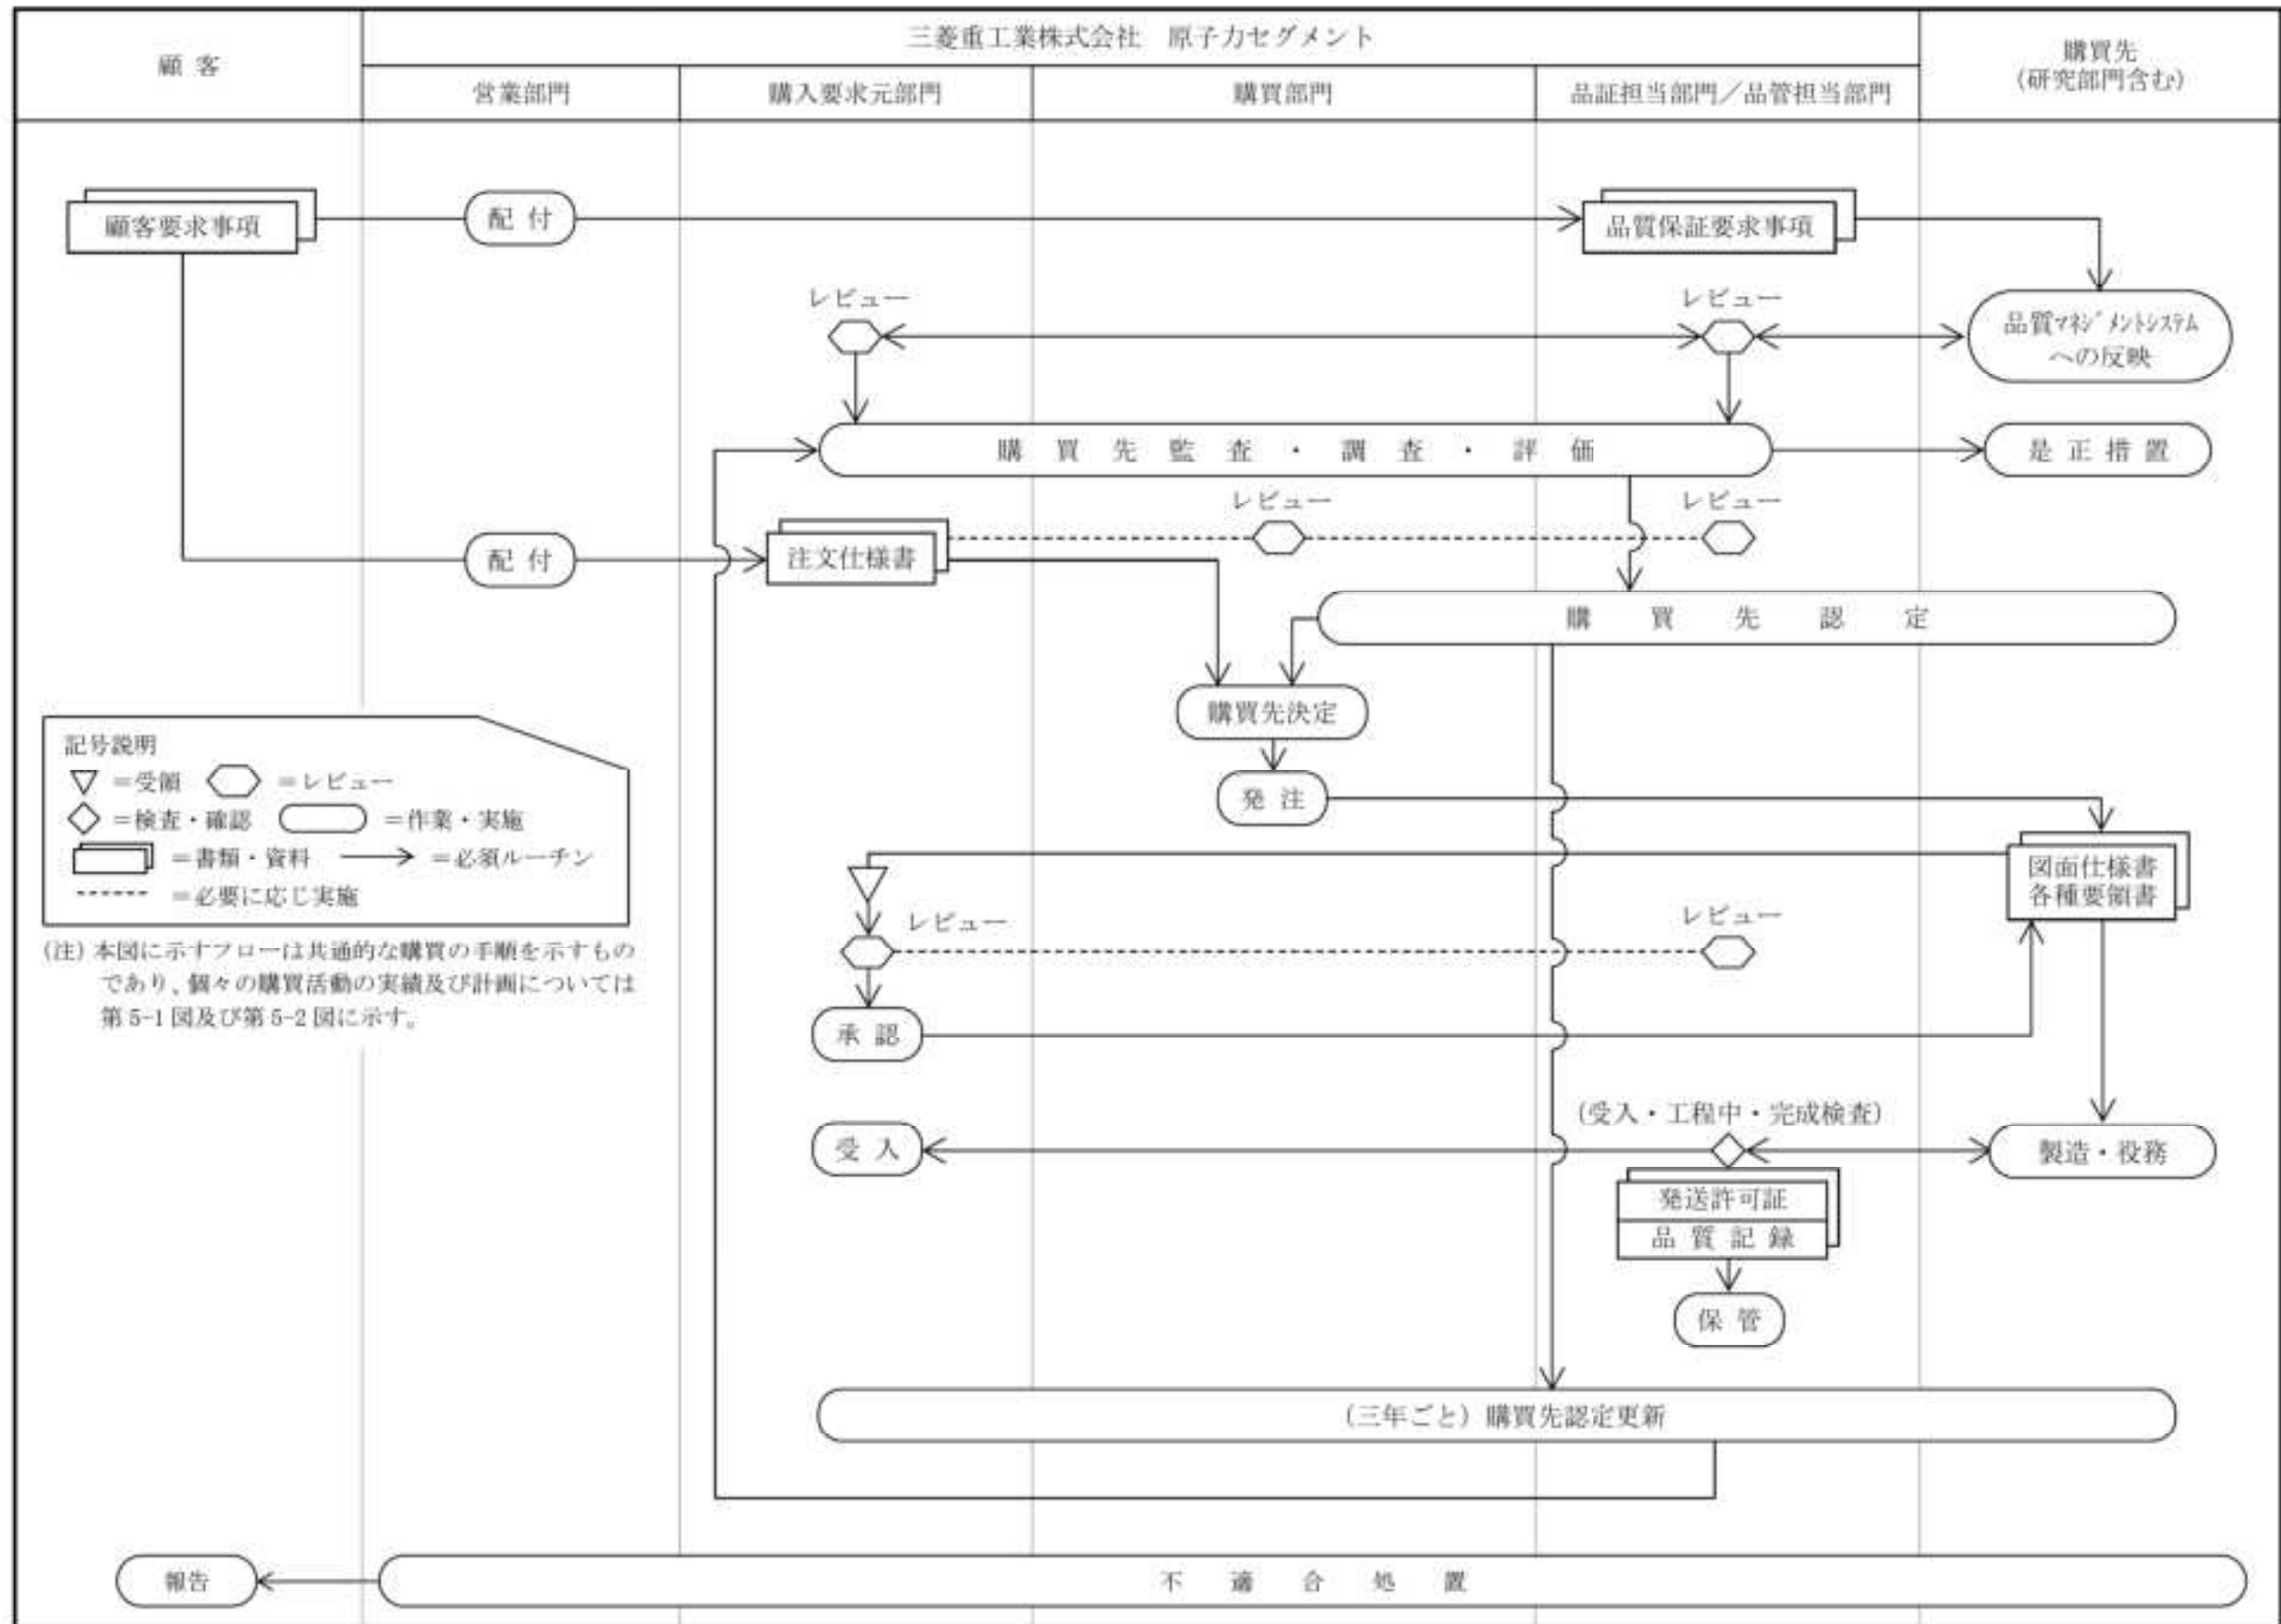 顧 客
三菱重工業株式会社 原子力セグメント
購買先
(研究部門含む)
営業部門
購入要求元部門
購買部門
品証担当部門／品管担当部門
顧客要求事項
配 付
品質保証要求事項
レビュー
レビュー
品質ﾏﾈｼﾞﾒﾝﾄｼｽﾃﾑ
への反映
購 買 先 監 査 ・ 調 査 ・ 評 価
是 正 措 置
レビュー
レビュー
配 付
注文仕様書
購 買 先 認 定
購買先決定
発 注
記号説明
＝受領
＝レビュー
＝検査・確認
＝作業・実施
＝書類・資料
＝必須ルーチン
＝必要に応じ実施
(注) 本図に示すフローは共通的な購買の手順を示すもの
であり、個々の購買活動の実績及び計画については
第 5-1 図及び第 5-2 図に示す。
図面仕様書
各種要領書
レビュー
レビュー
承 認
(受入・工程中・完成検査)
受 入
製造・役務
発送許可証
品 質 記 録
保 管
(三年ごと) 購買先認定更新
報告
不 適 合 処 置